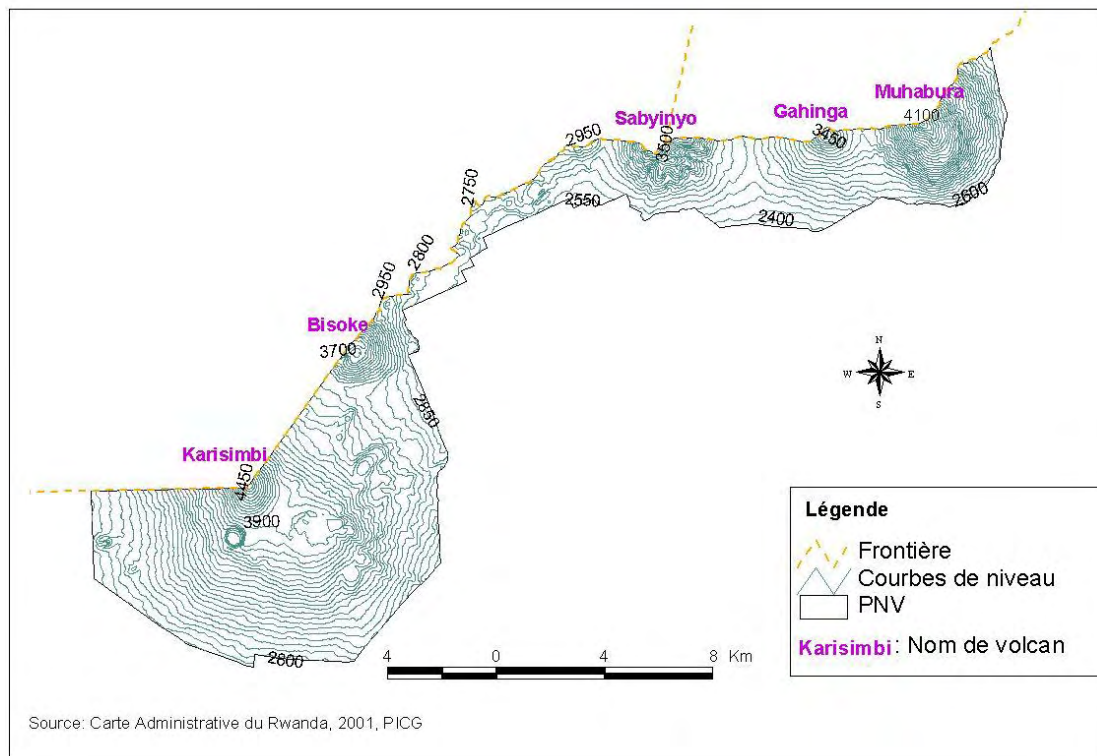 Muhabura
4100
Gahinga
3450
Sabyinyo
3500
2950
2750
2550
2400
2600
2800
2950
Bisoke
3700
2850
Karisimbi
4450
3900
2600
N
W E
S
Légende
Frontière
Courbes de niveau
PNV
Karisimbi : Nom de volcan
4 0 4 8 Km
Source: Carte Administrative du Rwanda, 2001, PICG